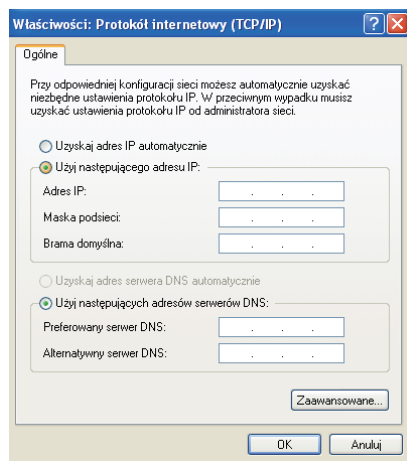 Właściwości: Protokół internetowy (TCP/IP)
Ogólne
Przy odpowiedniej konfiguracji sieci możesz automatycznie uzyskać
niezbędne ustawienia protokołu IP. W przeciwnym wypadku musisz
uzyskać ustawienia protokołu IP od administratora sieci.
Uzyskaj adres IP automatycznie
Użyj następującego adresu IP:
Adres IP:
Maska podsieci:
Brama domyślna:
Uzyskaj adres serwera DNS automatycznie
Użyj następujących adresów serwerów DNS:
Preferowany serwer DNS:
Alternatywny serwer DNS:
Zaawansowane...
OK Anuluj